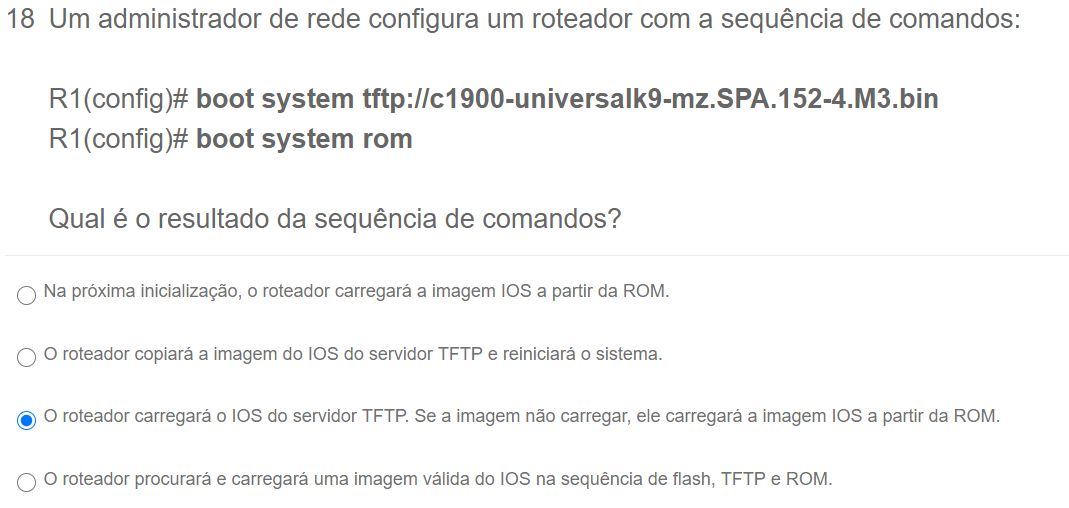 18 Um administrador de rede configura um roteador com a sequência de comandos:
R1(config)# boot system tftp://c1900-universalk9-mz.SPA.152-4.M3.bin
R1(config)# boot system rom
Qual é o resultado da sequência de comandos?
Na próxima inicialização, o roteador carregará a imagem IOS a partir da ROM.
O roteador copiará a imagem do IOS do servidor TFTP e reiniciará o sistema.
O roteador carregará o IOS do servidor TFTP. Se a imagem não carregar, ele carregará a imagem IOS a partir da ROM.
O roteador procurará e carregará uma imagem válida do IOS na sequência de flash, TFTP e ROM.